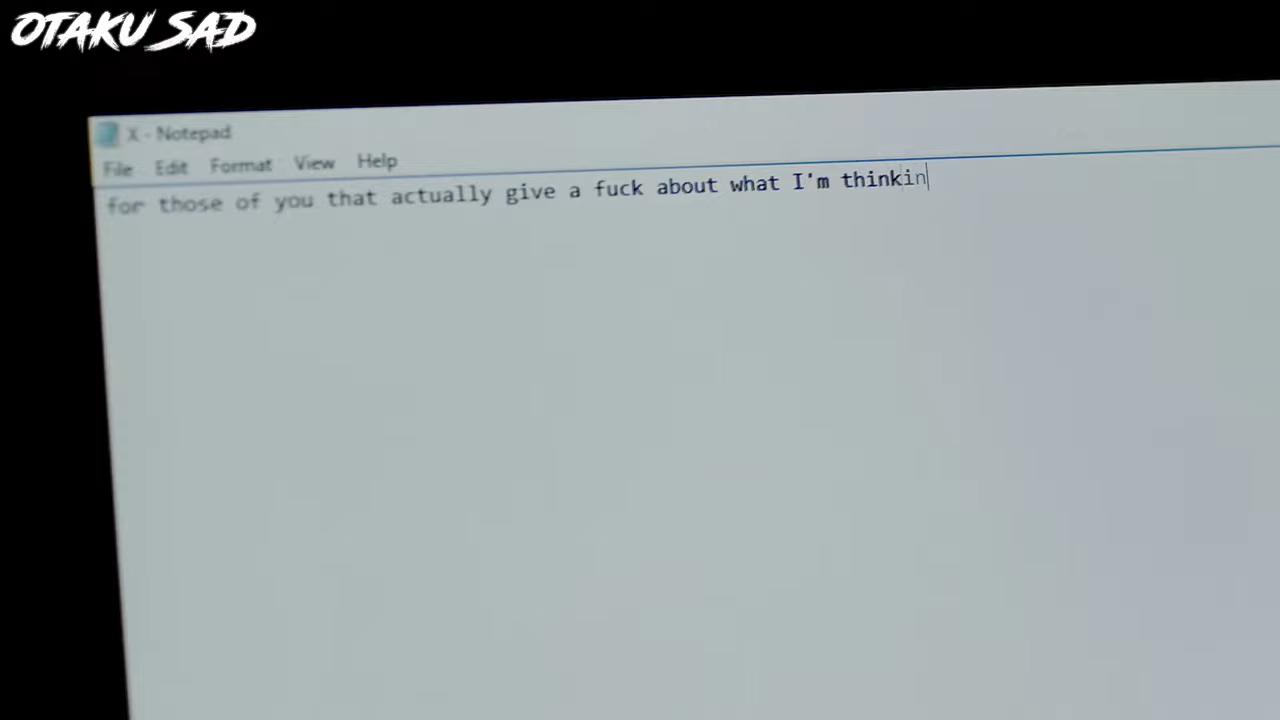 OTAKU SAD
X - Notepad
File Edit Format View Help
for those of you that actually give a fuck about what I'm thinkin